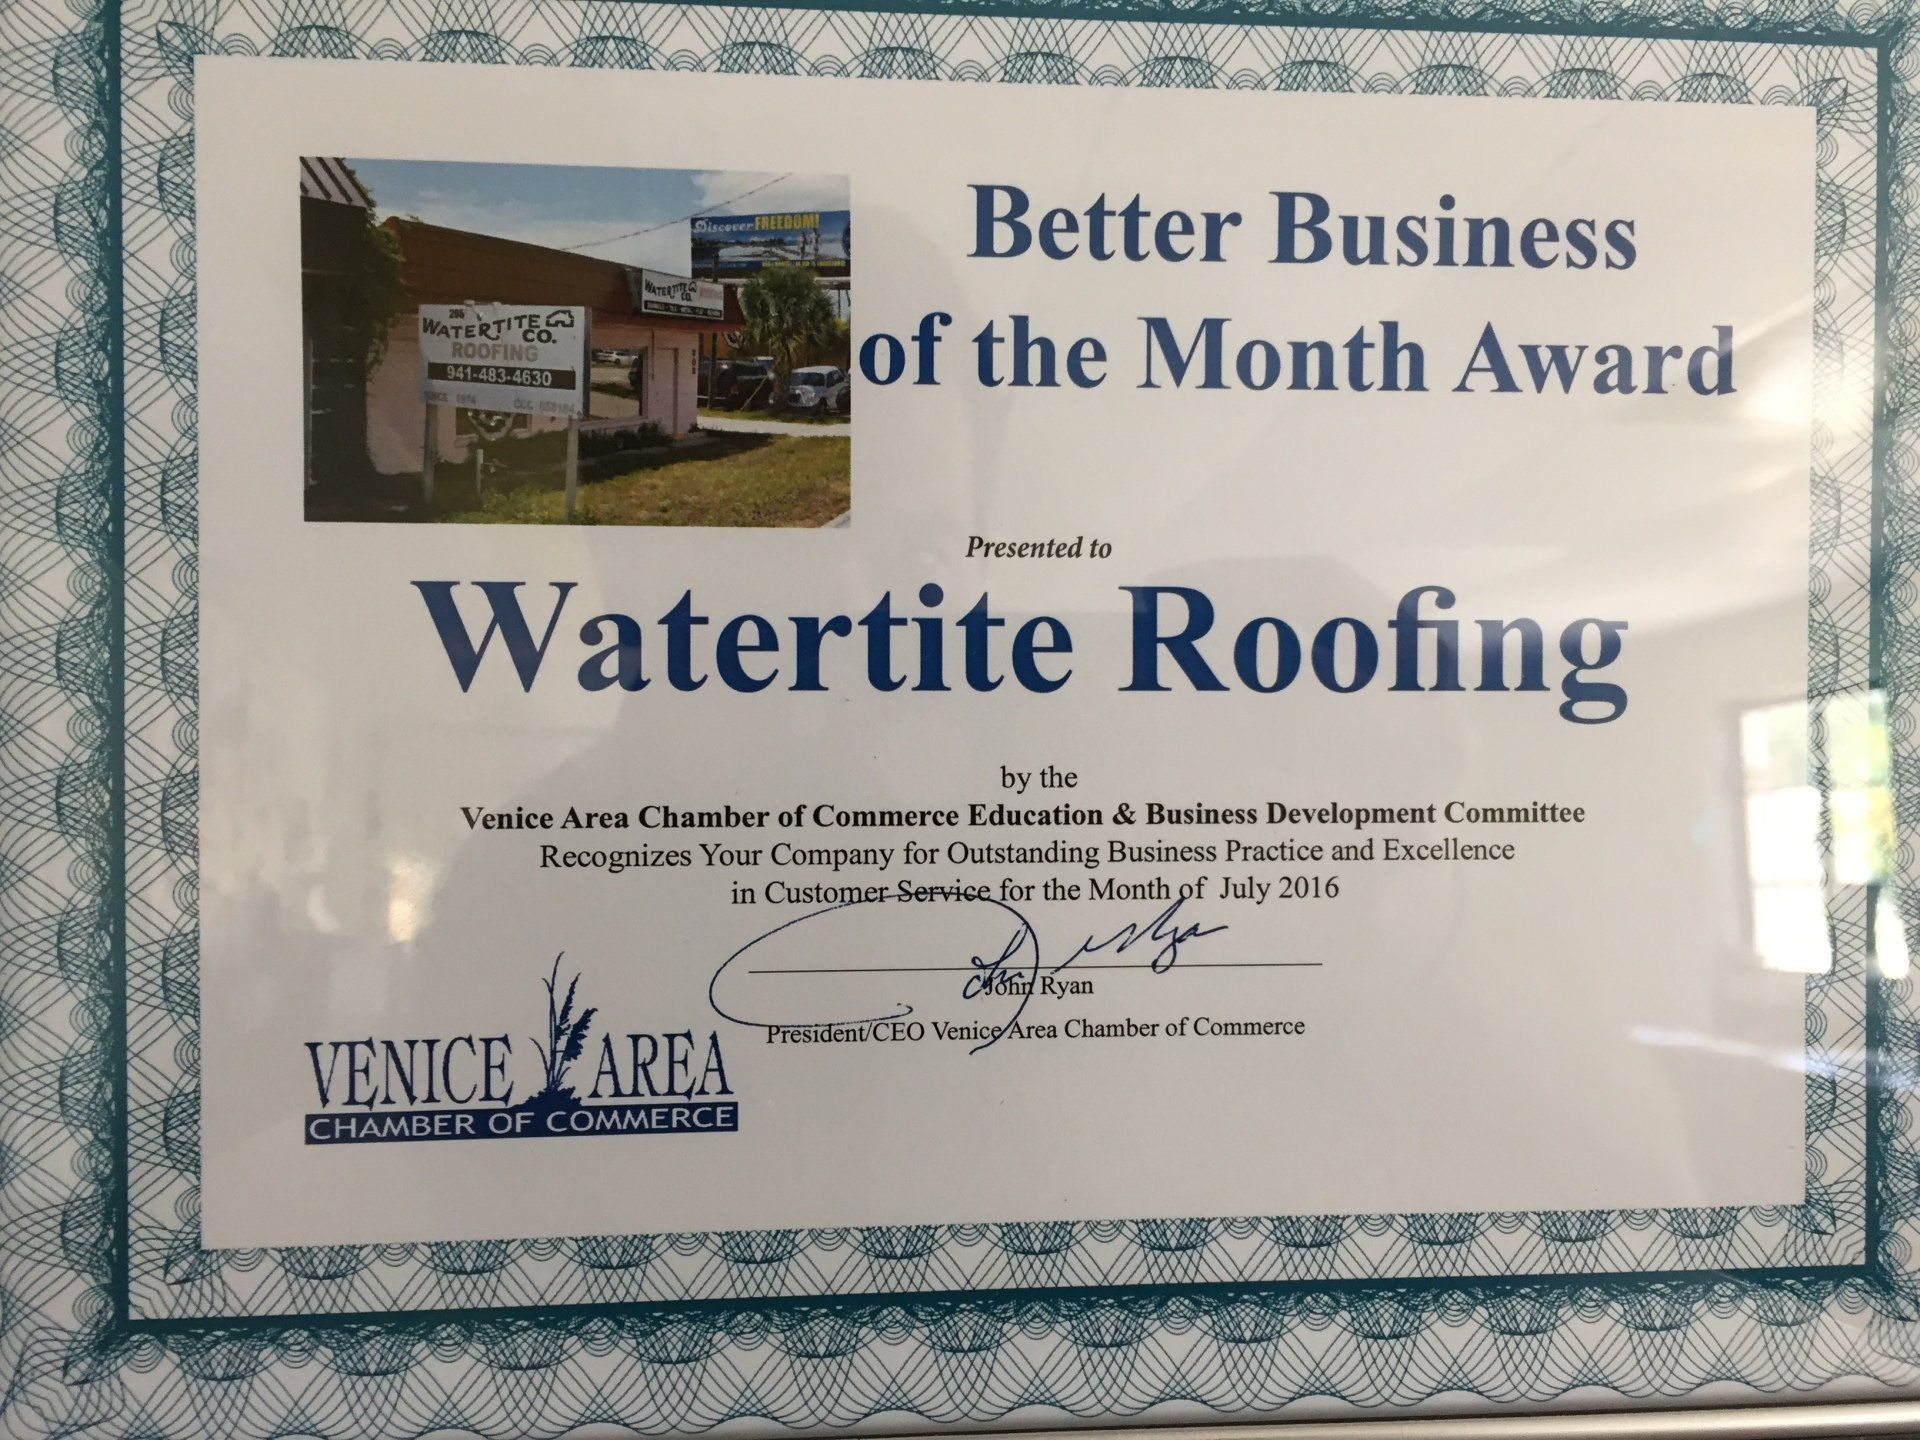 Better Business
of the Month Award
Discover FREEDOM!
WATERTITE
CO.
206
WATERTITE
CO.
ROOFING
941-483-4630
Presented to
Watertite Roofing
by the
Venice Area Chamber of Commerce Education & Business Development Committee
Recognizes Your Company for Outstanding Business Practice and Excellence
in Customer Service for the Month of July 2016
John Ryan
President/CEO Venice Area Chamber of Commerce
VENICE AREA
CHAMBER OF COMMERCE